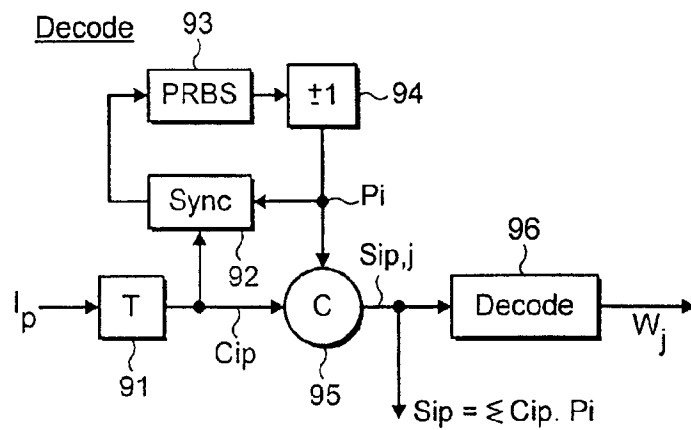 Decode
93
PRBS
±1
94
Pi
Sync
92
Sip,j
96
Ip
T
C
Decode
Wj
91
Cip
95
Sip = ≶ Cip. Pi